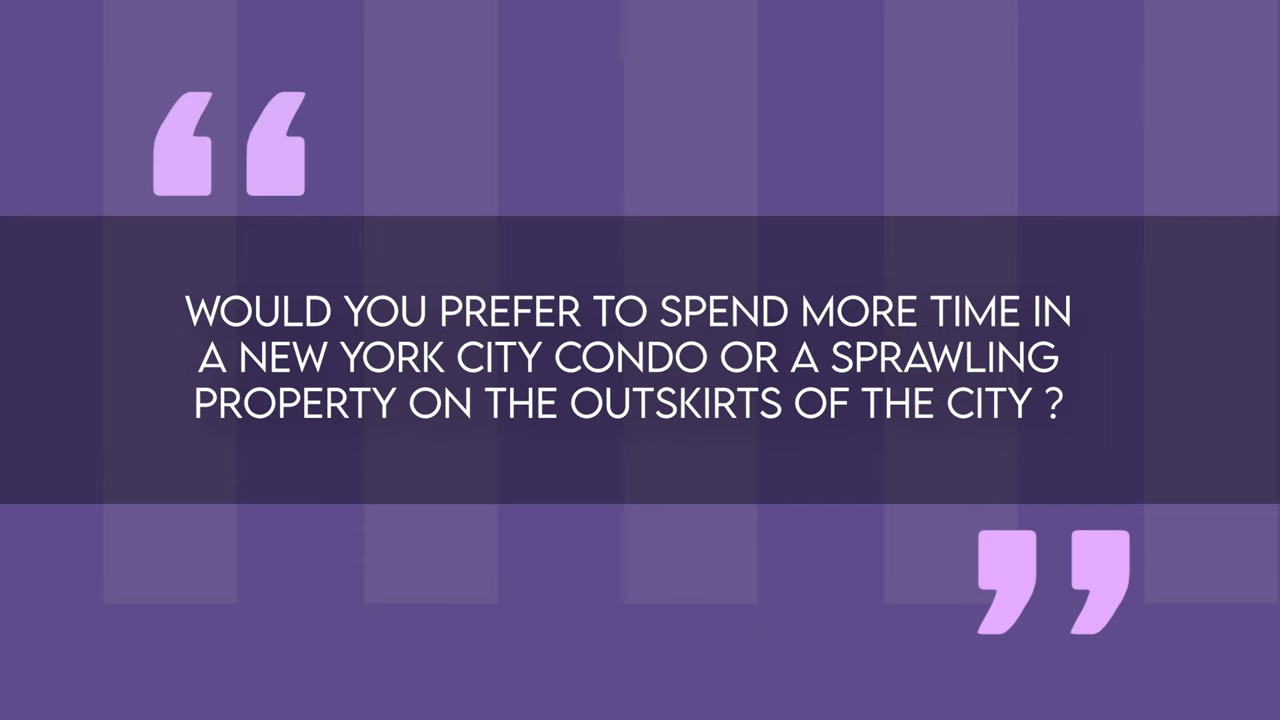 WOULD YOU PREFER TO SPEND MORE TIME IN
A NEW YORK CITY CONDO OR A SPRAWLING
PROPERTY ON THE OUTSKIRTS OF THE CITY ?